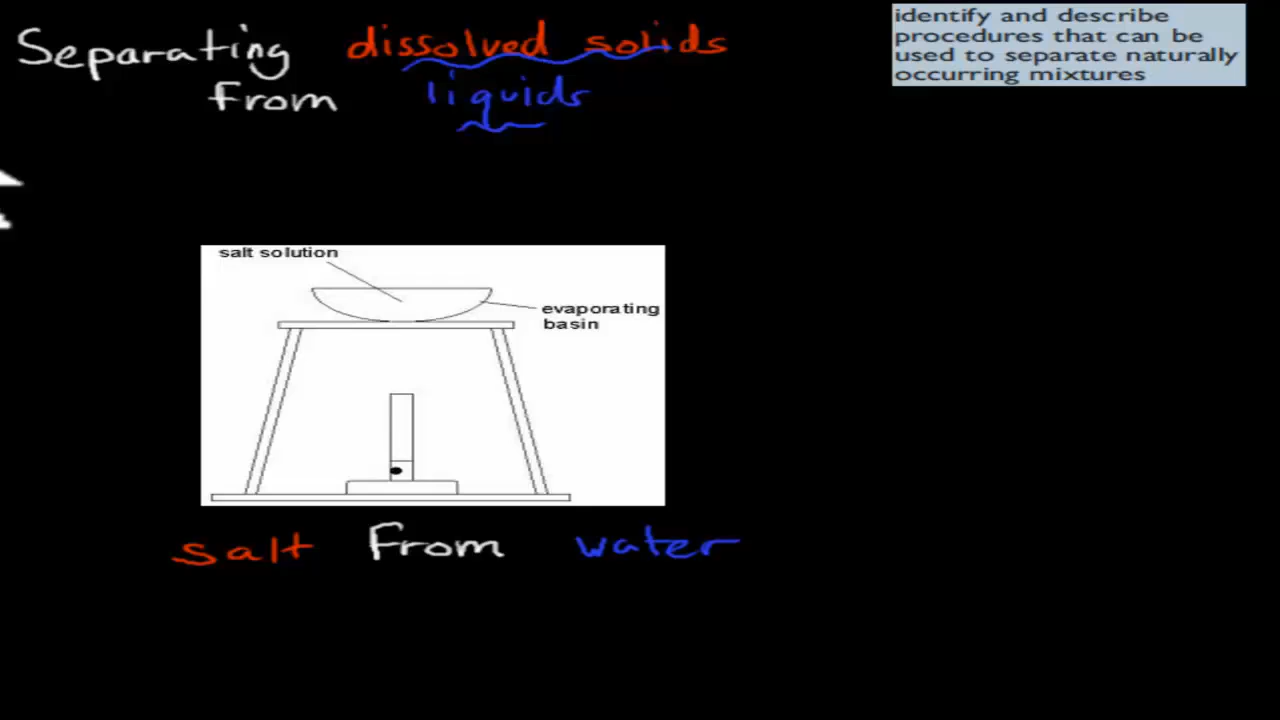 Separating dissolved solids
from liquids
identify and describe
procedures that can be
used to separate naturally
occurring mixtures
salt solution
evaporating
basin
salt from water